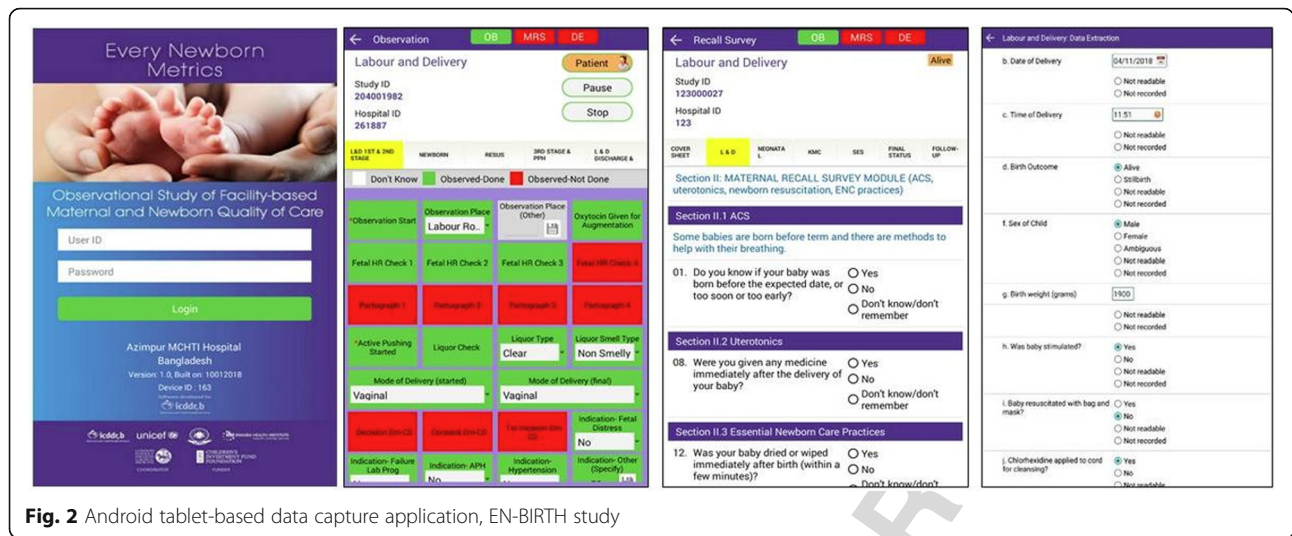 Every Newborn
Metrics
Observational Study of Facility-based
Maternal and Newborn Quality of Care
User ID
Password
Login
Azimpur MCHTI Hospital
Bangladesh
Version: 1.0, Built on: 10012018
Device ID : 163
icddr,b
icddr,b unicef
COORDINATOR
CHILDREN'S
INVESTMENT FUND
FOUNDATION
FUNDER
Observation OB MRS DE
Labour and Delivery Patient
Study ID
204001982
Pause
Hospital ID
261887
Stop
L&D 1ST & 2ND STAGE NEWBORN RESUS 3RD STAGE & PPH L & D DISCHARGE &
Don't Know Observed-Done Observed-Not Done
*Observation Start
Observation Place
Labour Ro..
Observation Place (Other)
Oxytocin Given for Augmentation
Fetal HR Check 1 Fetal HR Check 2 Fetal HR Check 3 Fetal HR Check 4
Partograph 1 Partograph 2 Partograph 3 Partograph 4
*Active Pushing Started
Liquor Check
Liquor Type
Clear
Liquor Smell Type
Non Smelly
Mode of Delivery (started)
Vaginal
Mode of Delivery (final)
Vaginal
Decision Em-CS Consent Em-CS
Indication- Fetal Distress
No
Indication- Failure Lab Prog
Indication- APH
No
Indication- Hypertension
Indication- Other (Specify)
Recall Survey OB MRS DE
Labour and Delivery Alive
Study ID
123000027
Hospital ID
123
COVER SHEET L & D NEONATA L KMC SES FINAL STATUS FOLLOW-UP
Section II: MATERNAL RECALL SURVEY MODULE (ACS,
uterotonics, newborn resuscitation, ENC practices)
Section II.1 ACS
Some babies are born before term and there are methods to
help with their breathing.
01. Do you know if your baby was
born before the expected date, or
too soon or too early?
Yes
No
Don't know/don't
remember
Section II.2 Uterotonics
08. Were you given any medicine
immediately after the delivery of
your baby?
Yes
No
Don't know/don't
remember
Section II.3 Essential Newborn Care Practices
12. Was your baby dried or wiped
immediately after birth (within a
few minutes)?
Yes
No
Don't know/don't
Labour and Delivery: Data Extraction
b. Date of Delivery 04/11/2018
Not readable
Not recorded
c. Time of Delivery 11:51
Not readable
Not recorded
d. Birth Outcome Alive
Stillbirth
Not readable
Not recorded
f. Sex of Child Male
Female
Ambiguous
Not readable
Not recorded
g. Birth weight (grams) 1900
Not readable
Not recorded
h. Was baby stimulated? Yes
No
Not readable
Not recorded
i. Baby resuscitated with bag and
mask?
Yes
No
Not readable
Not recorded
j. Chlorhexidine applied to cord
for cleansing?
Yes
No
Not readable
Fig. 2 Android tablet-based data capture application, EN-BIRTH study